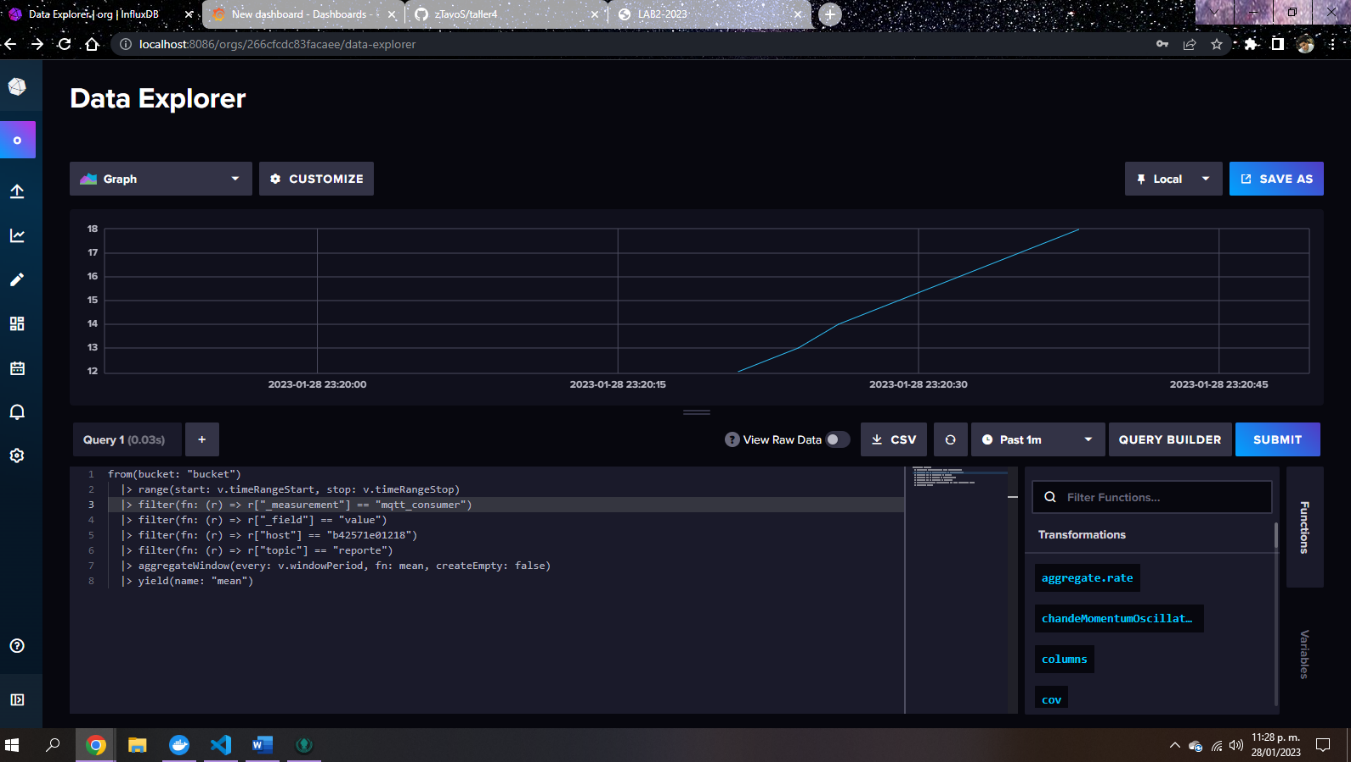 Data Explorer | org | InfluxDB
New dashboard - Dashboards -
zTavoS/taller4
LAB2-2023
localhost:8086/orgs/266cfcdc83facaee/data-explorer
Data Explorer
Graph
CUSTOMIZE
Local
SAVE AS
18
17
16
15
14
13
12
2023-01-28 23:20:00
2023-01-28 23:20:15
2023-01-28 23:20:30
2023-01-28 23:20:45
Query 1 (0.03s)
+
? View Raw Data
CSV
Past 1m
QUERY BUILDER
SUBMIT
1 from(bucket: "bucket")
2 |> range(start: v.timeRangeStart, stop: v.timeRangeStop)
3 |> filter(fn: (r) => r["_measurement"] == "mqtt_consumer")
4 |> filter(fn: (r) => r["_field"] == "value")
5 |> filter(fn: (r) => r["host"] == "b42571e01218")
6 |> filter(fn: (r) => r["topic"] == "reporte")
7 |> aggregateWindow(every: v.windowPeriod, fn: mean, createEmpty: false)
8 |> yield(name: "mean")
Filter Functions...
Transformations
aggregate.rate
chandeMomentumOscillat…
columns
cov
Functions
Variables
11:28 p. m.
28/01/2023